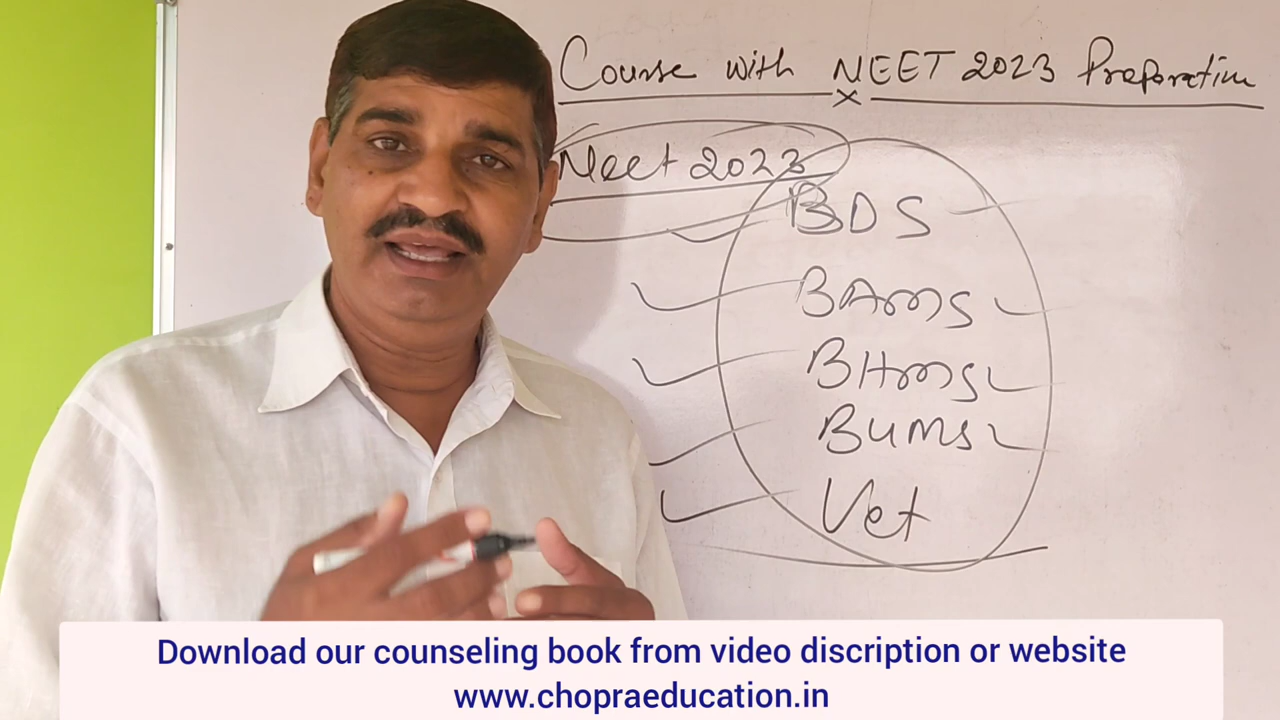 Course with NEET 2023 Preparation
Neet 2023
BDS
BAMS
BHMS
BUMS
Vet
Download our counseling book from video discription or website
www.chopraeducation.in